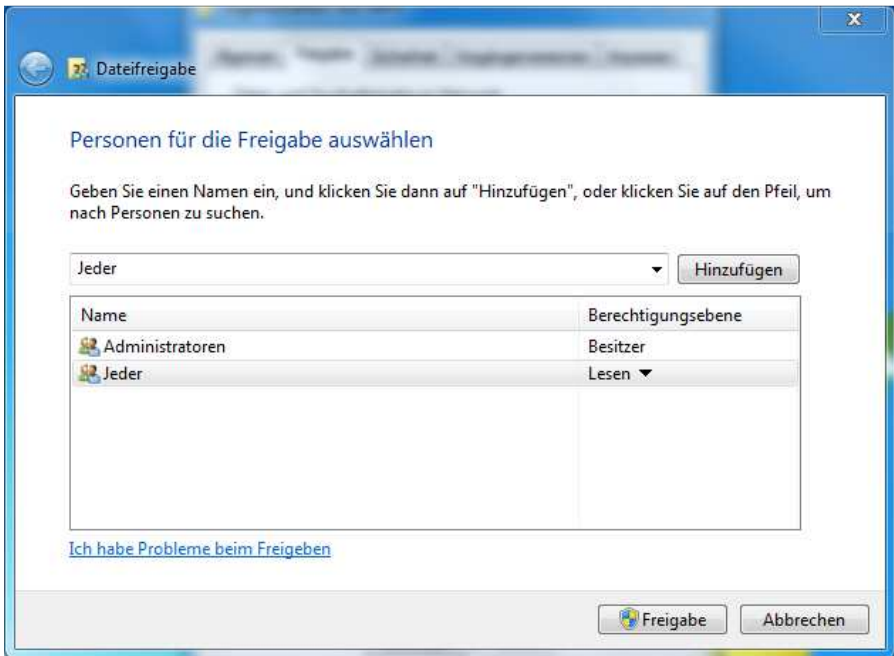 Dateifreigabe
Personen für die Freigabe auswählen
Geben Sie einen Namen ein, und klicken Sie dann auf "Hinzufügen", oder klicken Sie auf den Pfeil, um
nach Personen zu suchen.
Jeder Hinzufügen
Name Berechtigungsebene
Administratoren Besitzer
Jeder Lesen
Ich habe Probleme beim Freigeben
Freigabe Abbrechen